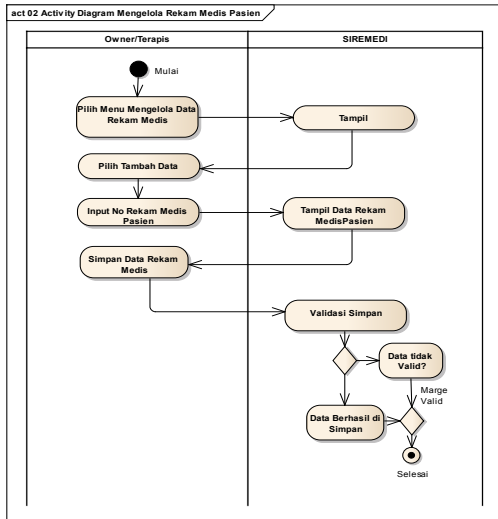 act 02 Activity Diagram Mengelola Rekam Medis Pasien
Owner/Terapis
SIREMEDI
Mulai
Pilih Menu Mengelola Data
Rekam Medis
Tampil
Pilih Tambah Data
Input No Rekam Medis
Pasien
Tampil Data Rekam
MedisPasien
Simpan Data Rekam
Medis
Validasi Simpan
Data tidak
Valid?
Marge
Valid
Data Berhasil di
Simpan
Selesai